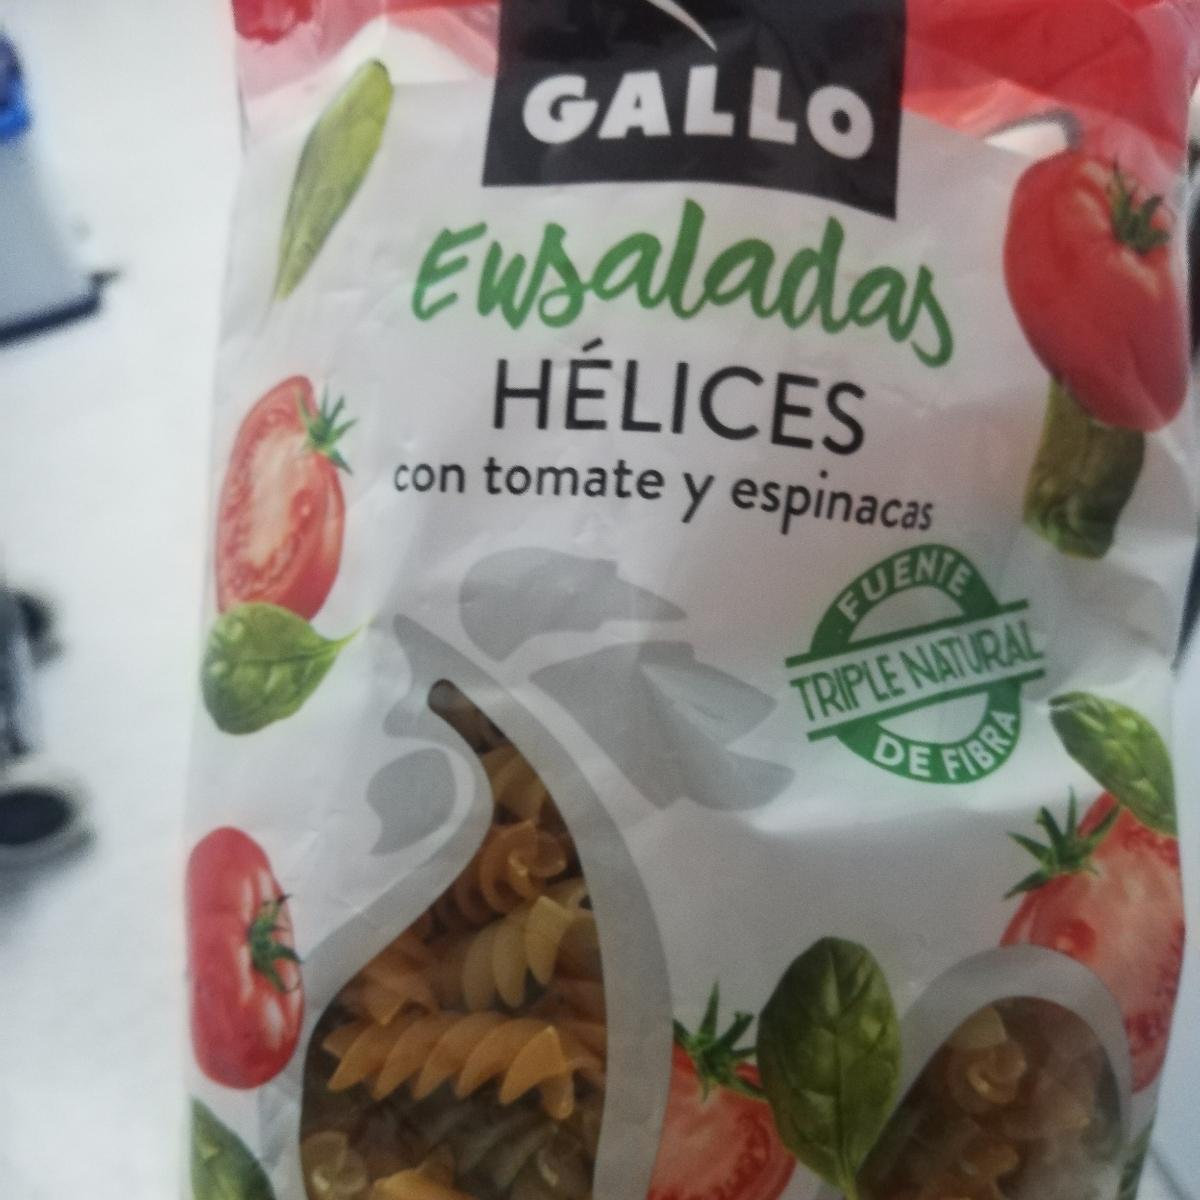 GALLO
Ensaladas
HÉLICES
con tomate y espinacas
FUENTE
TRIPLE NATURAL
DE FIBRA